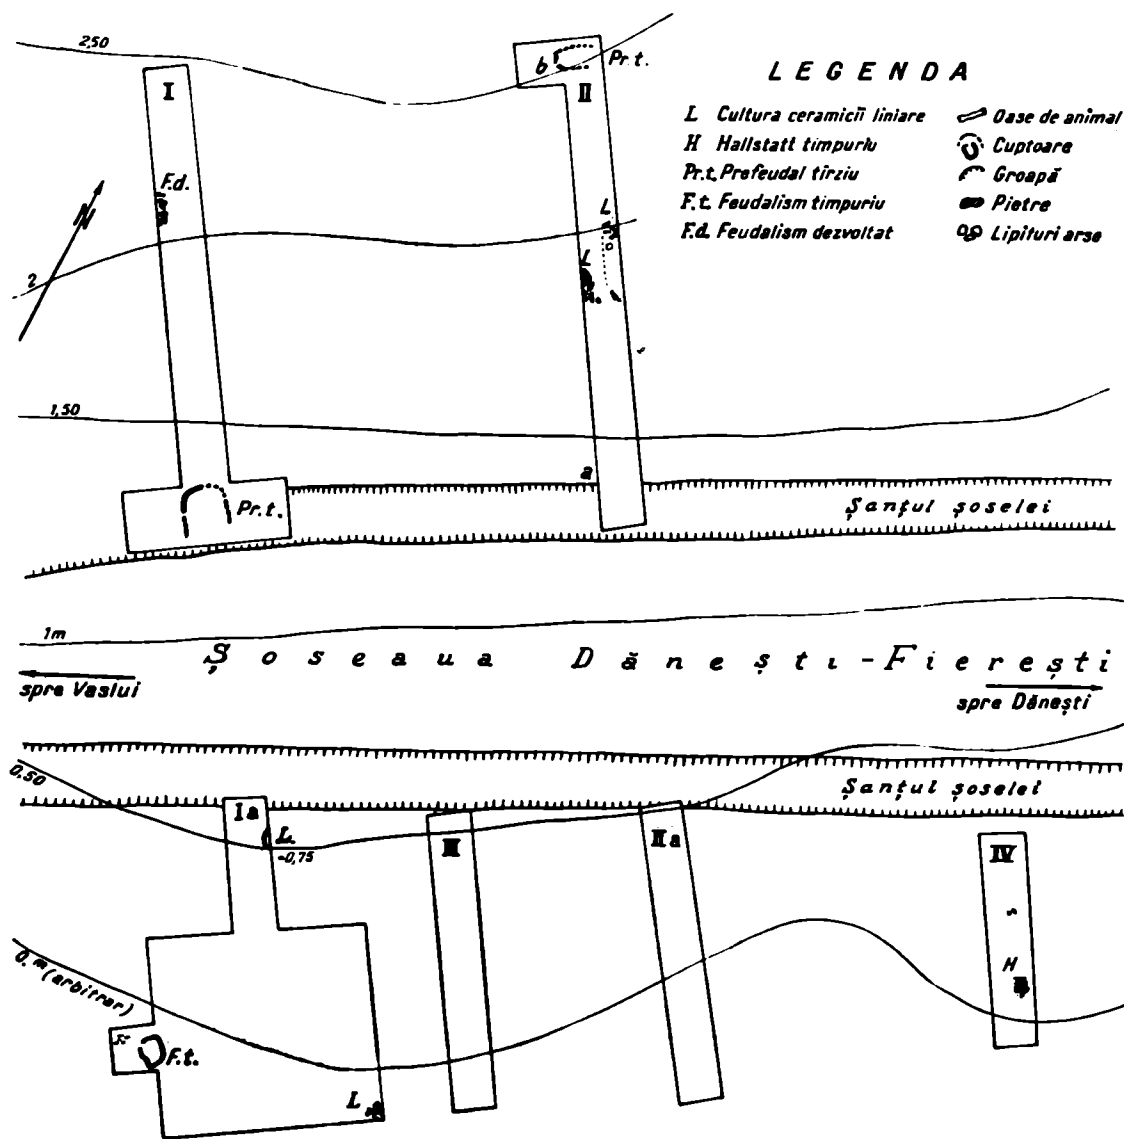 2,50
I
b
Pr.t.
II
LEGENDA
L Cultura ceramicii liniare
H Hallstatt timpuriu
Pr.t. Prefeudal tîrziu
F.t. Feudalism timpuriu
F.d. Feudalism dezvoltat
Oase de animal
Cuptoare
Groapă
Pietre
Lipituri arse
F.d.
N
L
L
2
1,50
a
Pr.t.
Șanțul șoselei
1m
Șoseaua Dănești-Fierești
spre Vaslui
spre Dănești
0,50
Șanțul șoselei
Ia
L.
-0,75
III
IIa
IV
H
0,m (arbitrar)
F.t.
L